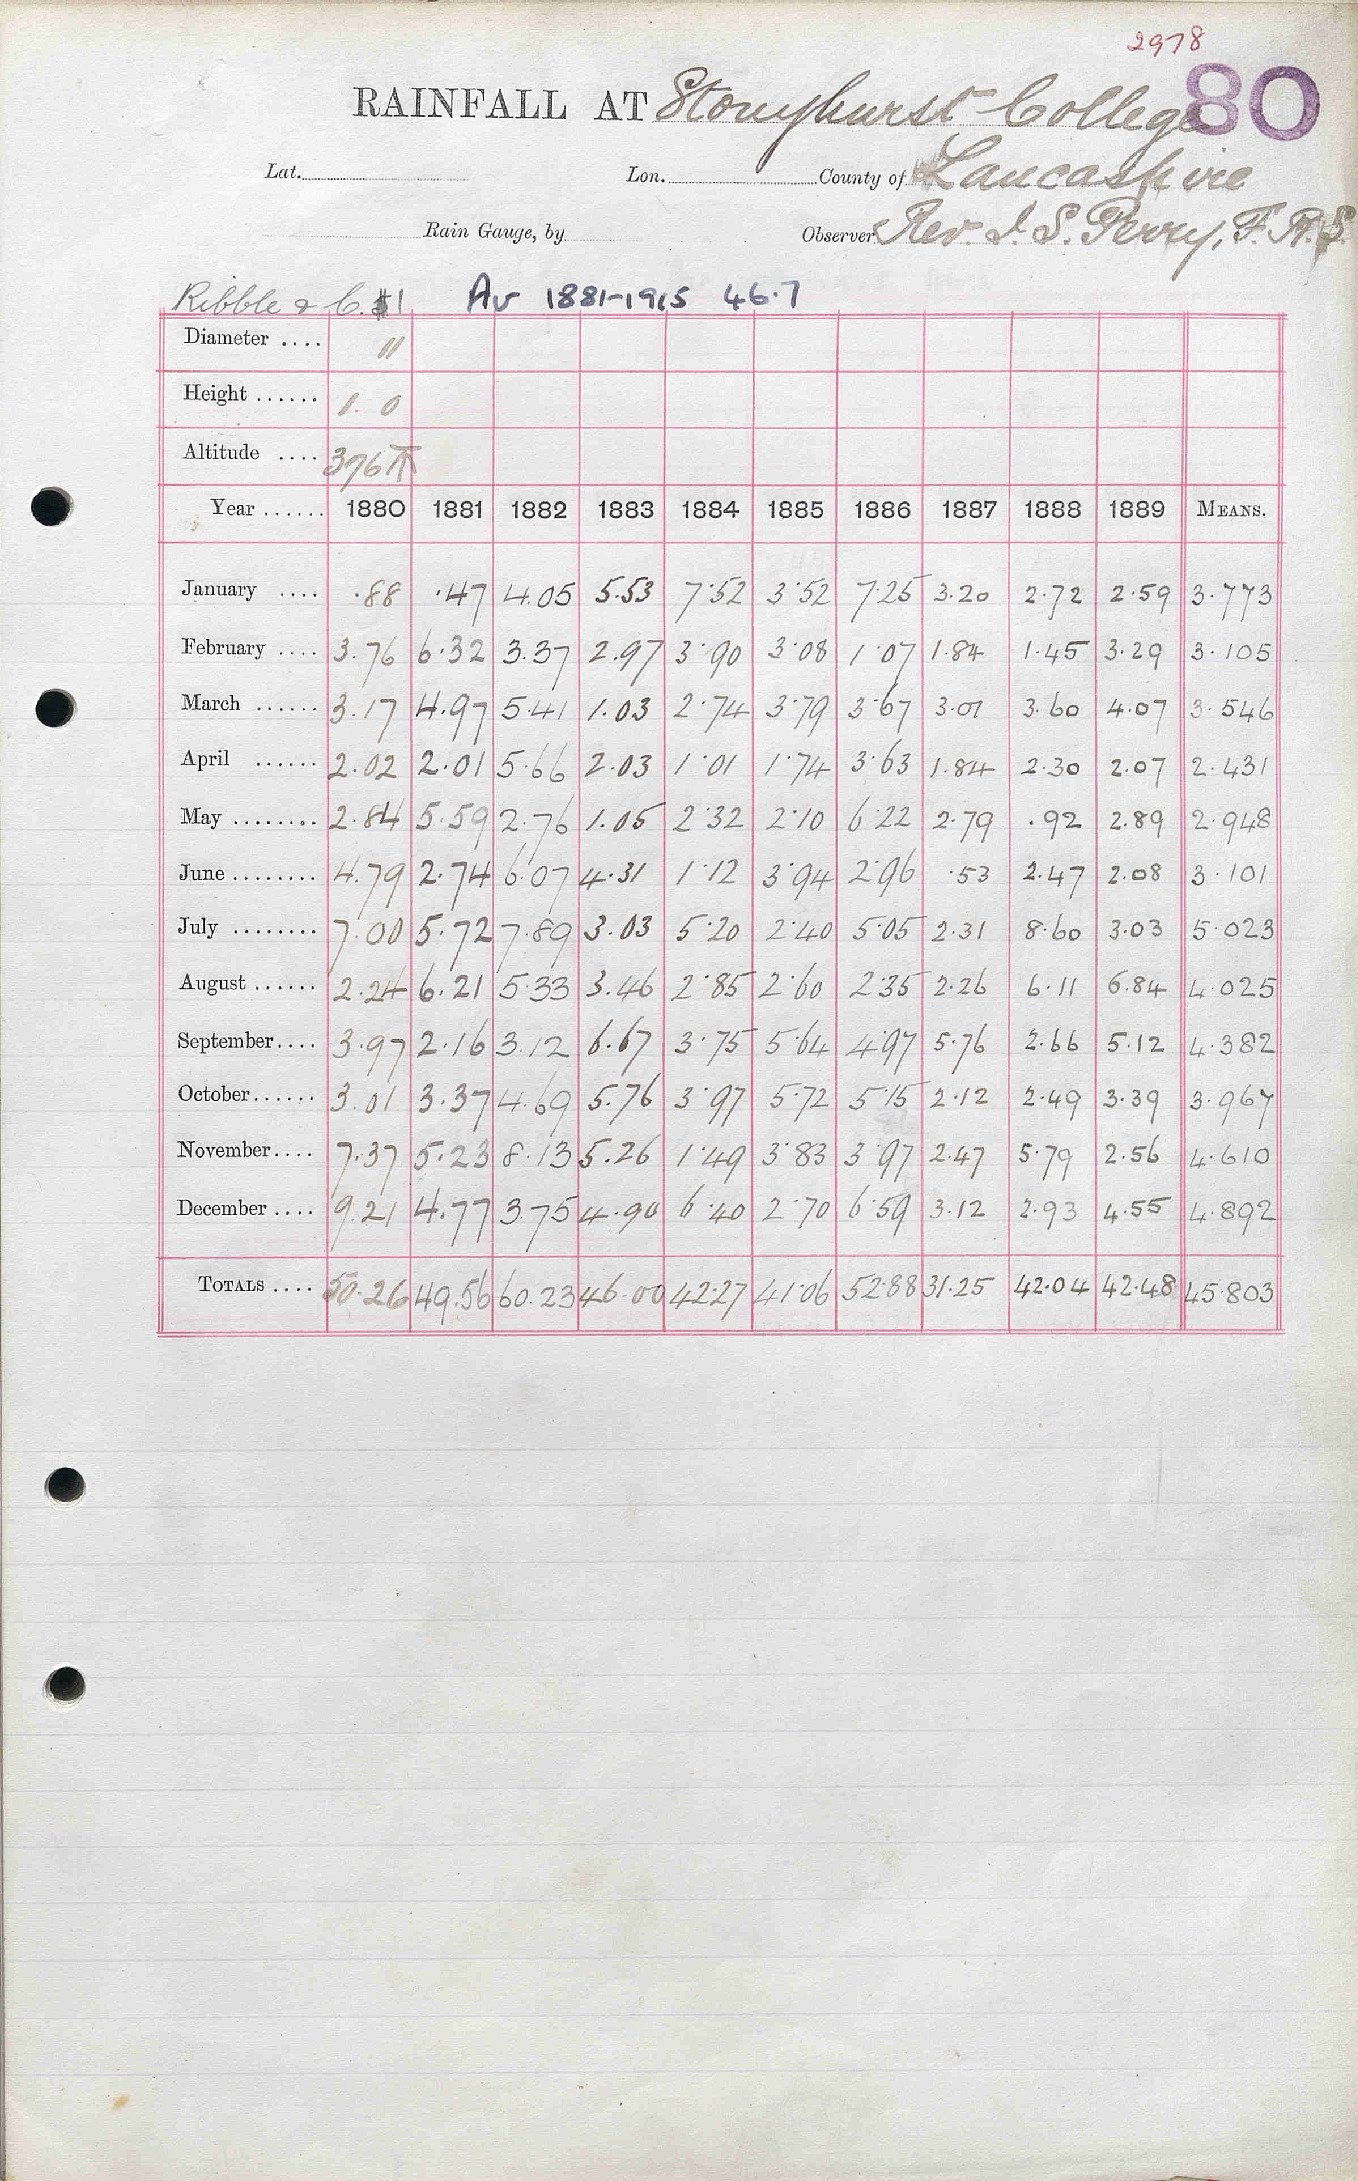 2978
RAINFALL AT Stonyhurst College 80
Lat. Lon. County of Lancashire
Rain Gauge, by Observer Rev. I. S. Perry, F.R.S.
Ribble & C. 51 Av 1881-1915 46.7
Diameter .... 11
Height ...... 1. 0
Altitude .... 376 ft
Year ...... 1880 1881 1882 1883 1884 1885 1886 1887 1888 1889 MEANS.
January .... .88 .47 4.05 5.53 7.52 3.52 7.25 3.20 2.72 2.59 3.773
February .... 3.76 6.32 3.37 2.97 3.90 3.08 1.07 1.84 1.45 3.29 3.105
March ...... 3.17 4.97 5.41 1.03 2.74 3.79 3.67 3.01 3.60 4.07 3.546
April ...... 2.02 2.01 5.66 2.03 1.01 1.74 3.63 1.84 2.30 2.07 2.431
May ........ 2.84 5.59 2.76 1.05 2.32 2.10 6.22 2.79 .92 2.89 2.948
June ........ 4.79 2.74 6.07 4.31 1.12 3.94 2.96 .53 2.47 2.08 3.101
July ........ 7.00 5.72 7.89 3.03 5.20 2.40 5.05 2.31 8.60 3.03 5.023
August ...... 2.24 6.21 5.33 3.46 2.85 2.60 2.35 2.26 6.11 6.84 4.025
September.... 3.97 2.16 3.12 6.67 3.75 5.64 4.97 5.76 2.66 5.12 4.382
October...... 3.01 3.37 4.69 5.76 3.97 5.72 5.15 2.12 2.49 3.39 3.967
November.... 7.37 5.23 8.13 5.26 1.49 3.83 3.97 2.47 5.79 2.56 4.610
December .... 9.21 4.77 3.75 4.90 6.40 2.70 6.59 3.12 2.93 4.55 4.892
TOTALS .... 50.26 49.56 60.23 46.00 42.27 41.06 52.88 31.25 42.04 42.48 45.803